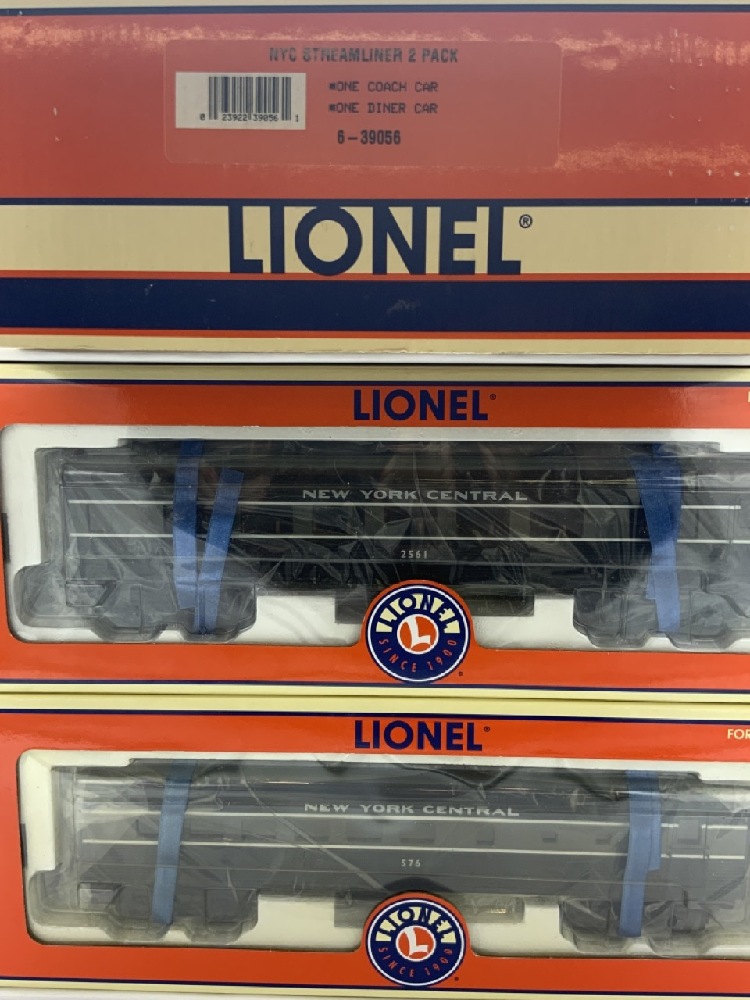 NYC STREAMLINER 2 PACK
*ONE COACH CAR
*ONE DINER CAR
0 23922 39056 1
6-39056
LIONEL®
LIONEL®
NEW YORK CENTRAL
2561
LIONEL
L
SINCE 1900
LIONEL®
FOR
NEW YORK CENTRAL
575
LIONEL
L
SINCE 1900